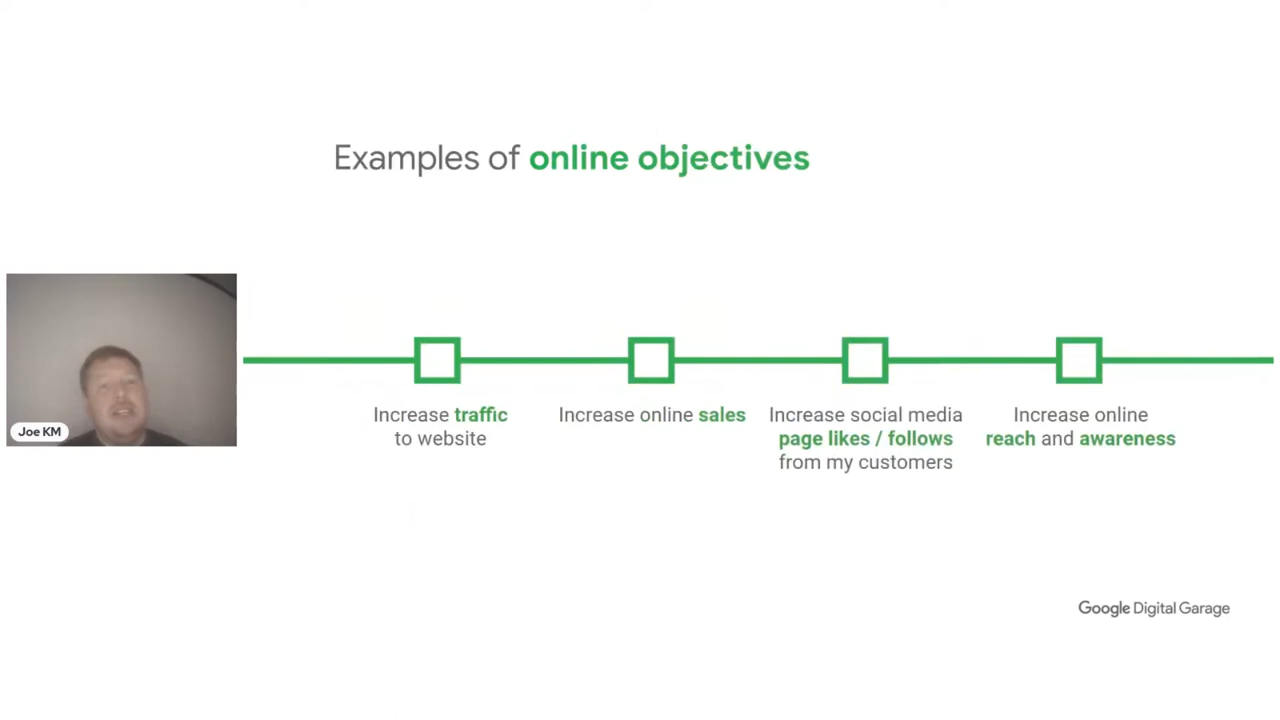 Examples of online objectives
Joe KM
Increase traffic
to website
Increase online sales
Increase social media
page likes / follows
from my customers
Increase online
reach and awareness
Google Digital Garage